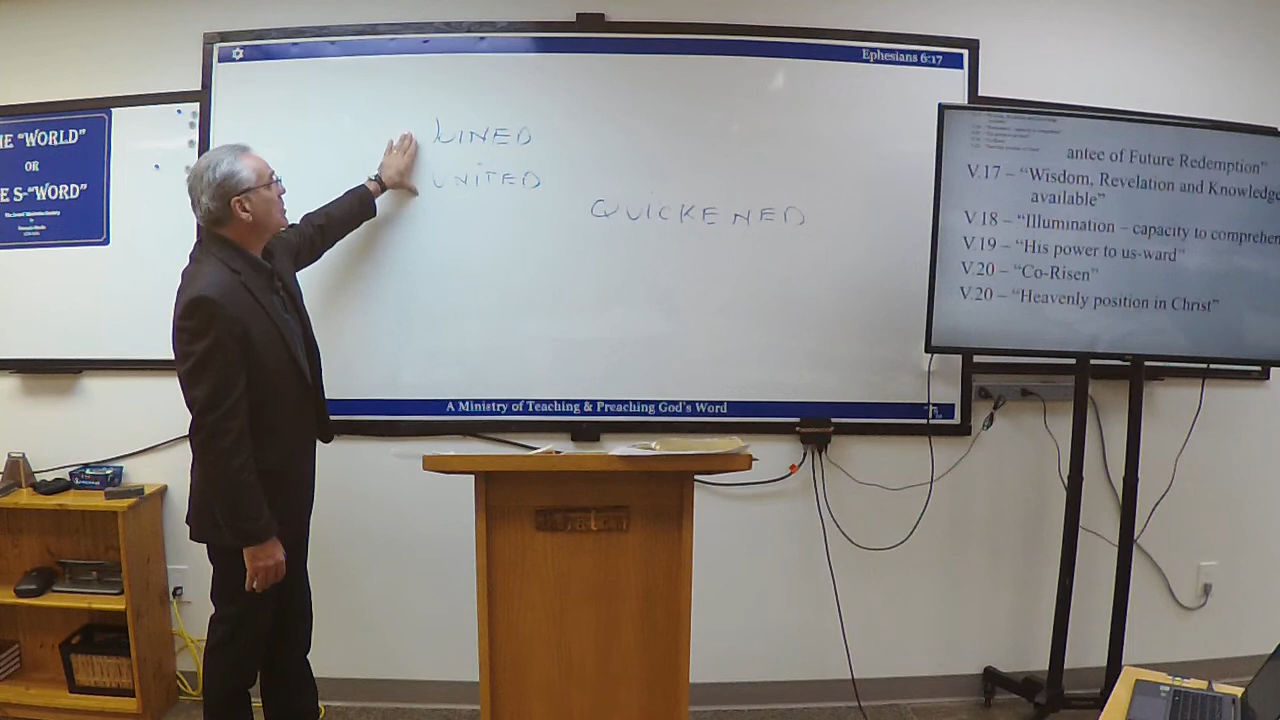 HE "WORLD"
OR
E S-"WORD"
Ephesians 6:17
LINED
UNITED
QUICKENED
A Ministry of Teaching & Preaching God's Word
antee of Future Redemption"
V.17 – "Wisdom, Revelation and Knowledge
available"
V 18 – "Illumination – capacity to comprehen
V.19 – "His power to us-ward"
V.20 – "Co-Risen"
V.20 – "Heavenly position in Christ"